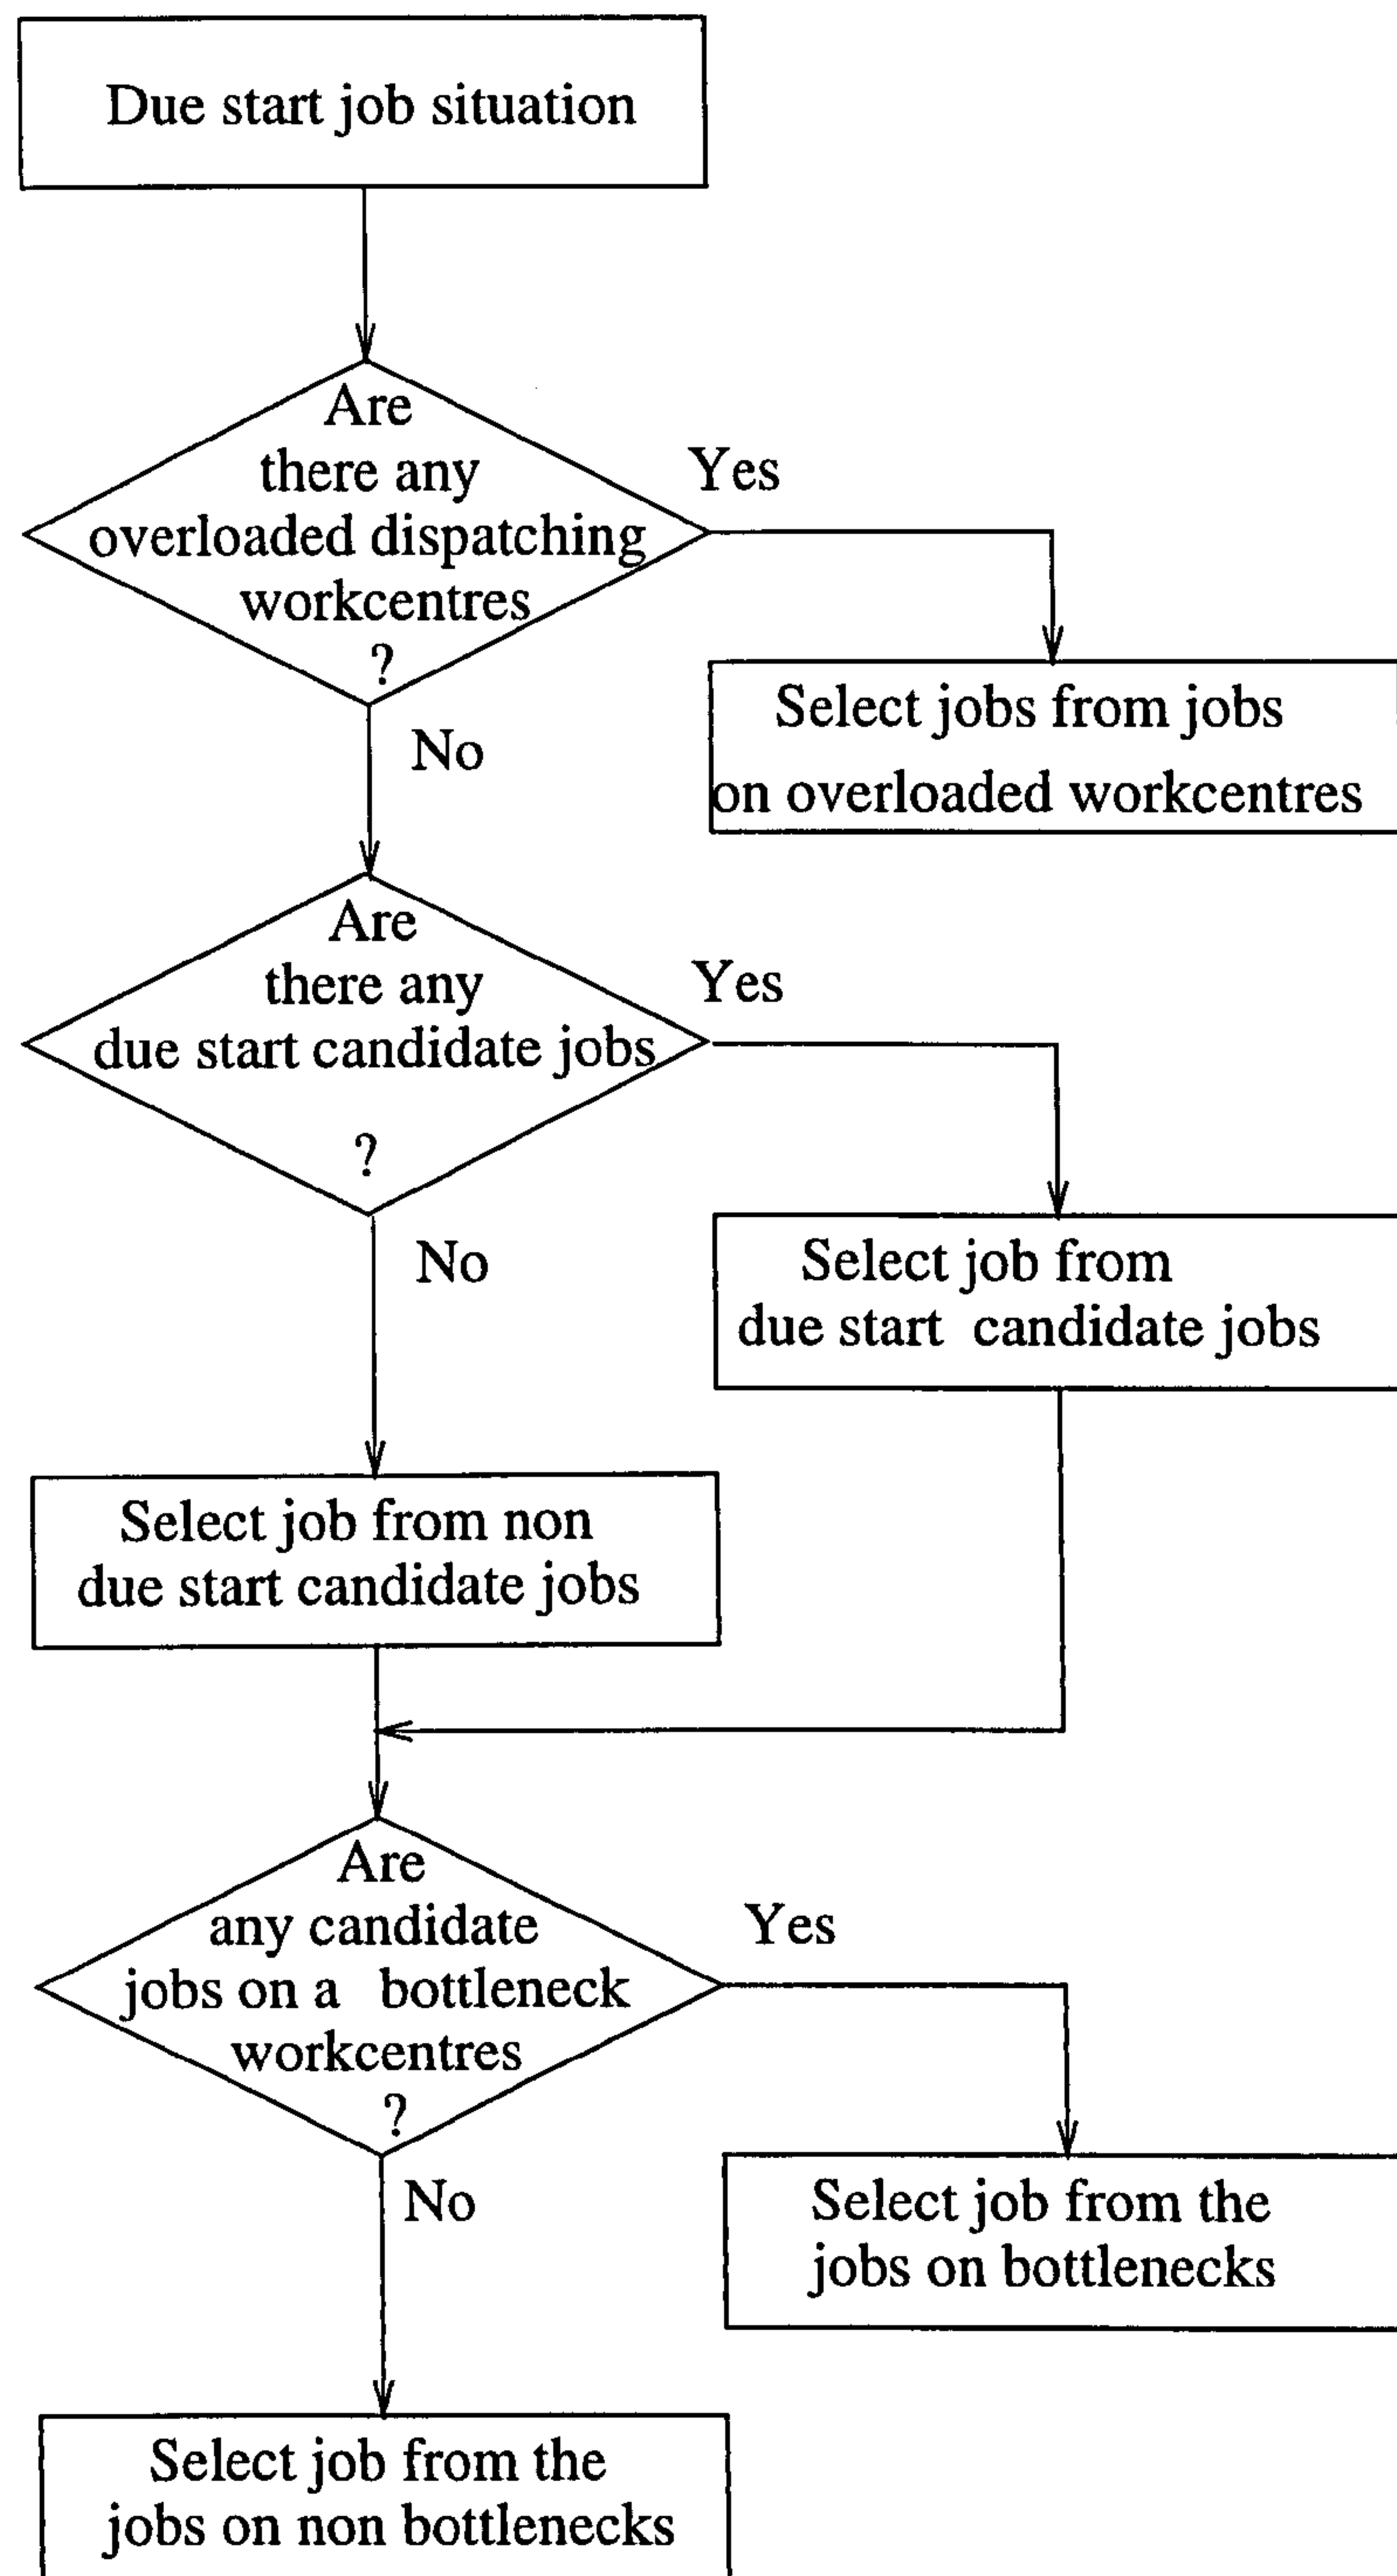 Due start job situation
Are
there any
overloaded dispatching
workcentres
?
Yes
No
Select jobs from jobs
on overloaded workcentres
Are
there any
due start candidate jobs
?
Yes
No
Select job from
due start candidate jobs
Select job from non
due start candidate jobs
Are
any candidate
jobs on a bottleneck
workcentres
?
Yes
No
Select job from the
jobs on bottlenecks
Select job from the
jobs on non bottlenecks